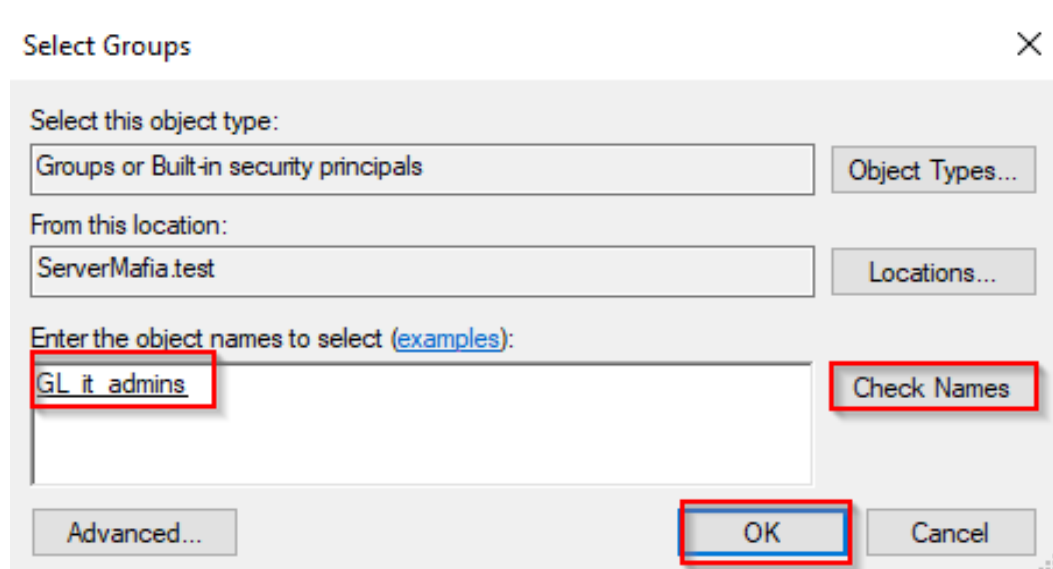 Select Groups
Select this object type:
Groups or Built-in security principals
Object Types...
From this location:
ServerMafia.test
Locations...
Enter the object names to select (examples):
GL_it_admins
Check Names
Advanced...
OK
Cancel